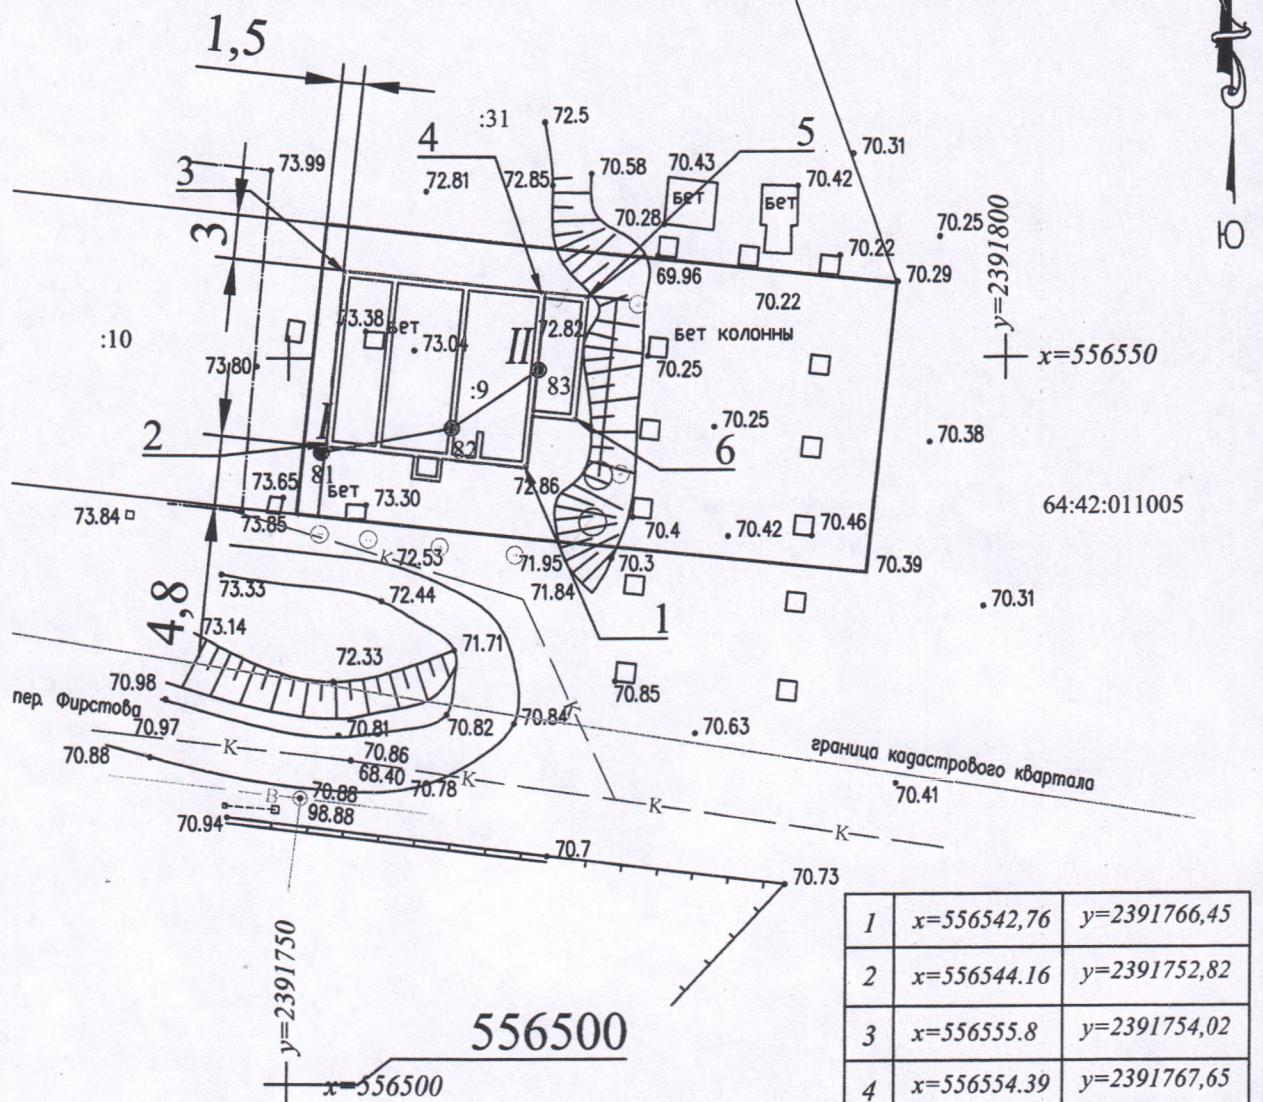 1,5
:31
72.5
4
5
3
73.99
72.81
72.85
70.58
70.43
70.42
70.31
бет
бет
70.28
70.25
y=2391800
Ю
3
70.22
69.96
70.29
70.22
73.38
бет
72.82
бет колонны
:10
73.04
II
x=556550
73.80
:9
83
70.25
70.25
70.38
I
2
82
6
81
73.65
бет
72.86
64:42:011005
73.84
73.30
73.85
70.4
70.42
70.46
К
72.53
71.95
70.3
70.39
73.33
72.44
71.84
70.31
4,8
73.14
1
71.71
72.33
70.98
70.85
пер. Фирстова
К
70.97
70.81
70.82
70.84
70.63
граница кадастрового квартала
70.88
К
70.86
68.40
К
70.78
70.41
70.88
В
98.88
К
К
70.94
70.7
70.73
1 x=556542,76 y=2391766,45
2 x=556544.16 y=2391752,82
3 x=556555.8 y=2391754,02
4 x=556554.39 y=2391767,65
y=2391750
556500
x=556500